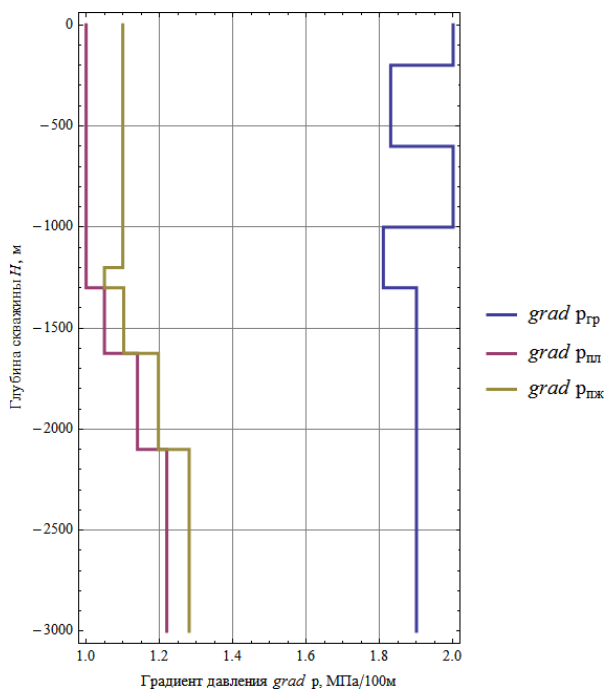 0
−500
−1000
−1500
−2000
−2500
−3000
Глубина скважины H, м
1.0 1.2 1.4 1.6 1.8 2.0
Градиент давления grad p, МПа/100м
grad pгр
grad pпл
grad pпж